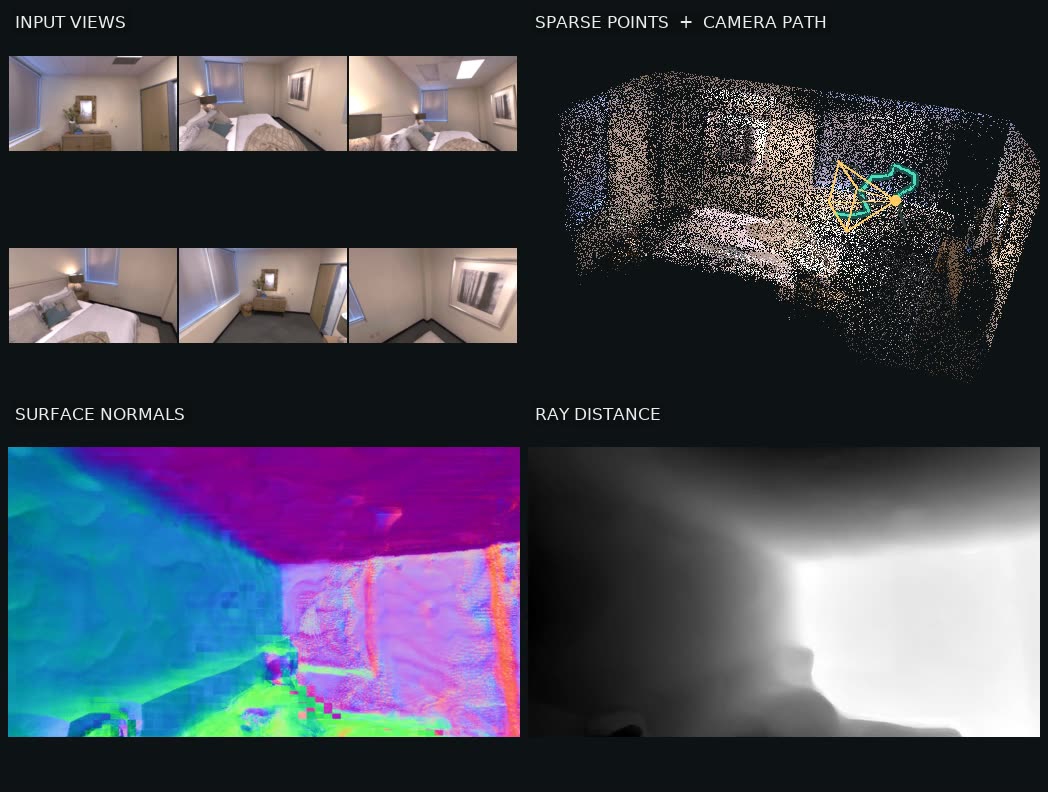 INPUT VIEWS
SPARSE POINTS + CAMERA PATH
SURFACE NORMALS
RAY DISTANCE